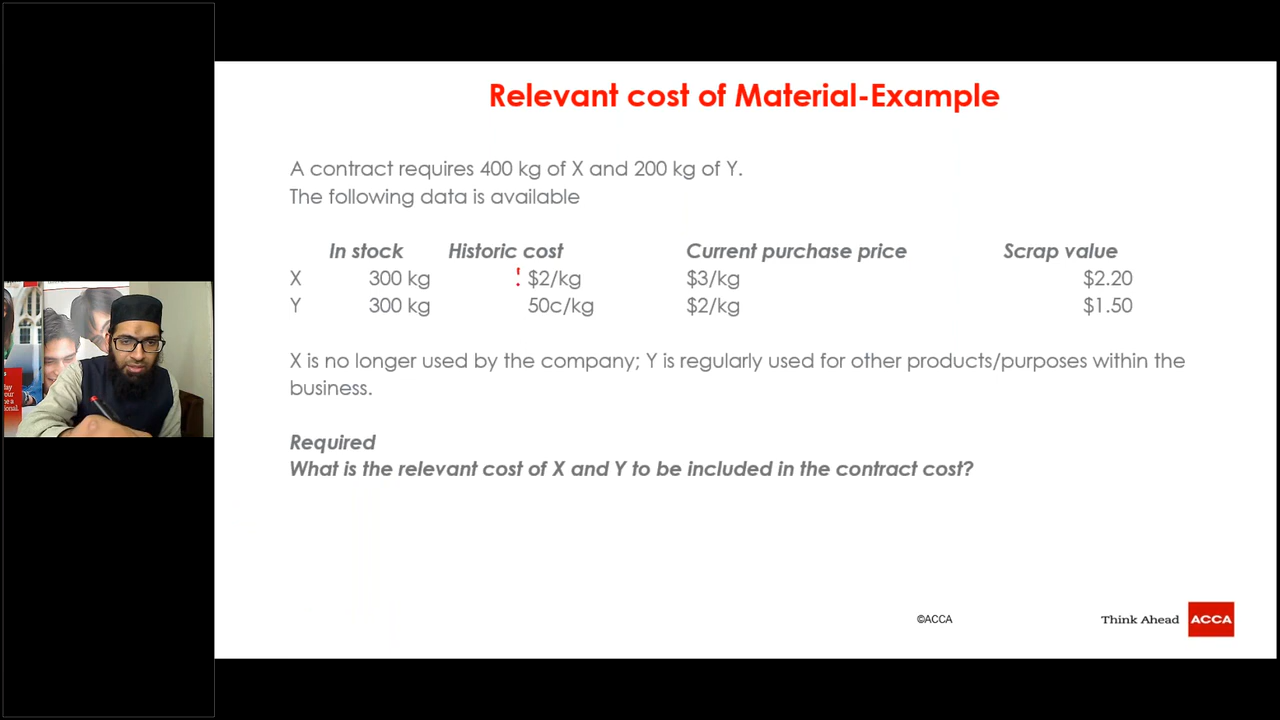 Relevant cost of Material-Example
A contract requires 400 kg of X and 200 kg of Y.
The following data is available
In stock Historic cost Current purchase price Scrap value
X 300 kg $2/kg $3/kg $2.20
Y 300 kg 50c/kg $2/kg $1.50
X is no longer used by the company; Y is regularly used for other products/purposes within the
business.
Required
What is the relevant cost of X and Y to be included in the contract cost?
©ACCA
Think Ahead ACCA